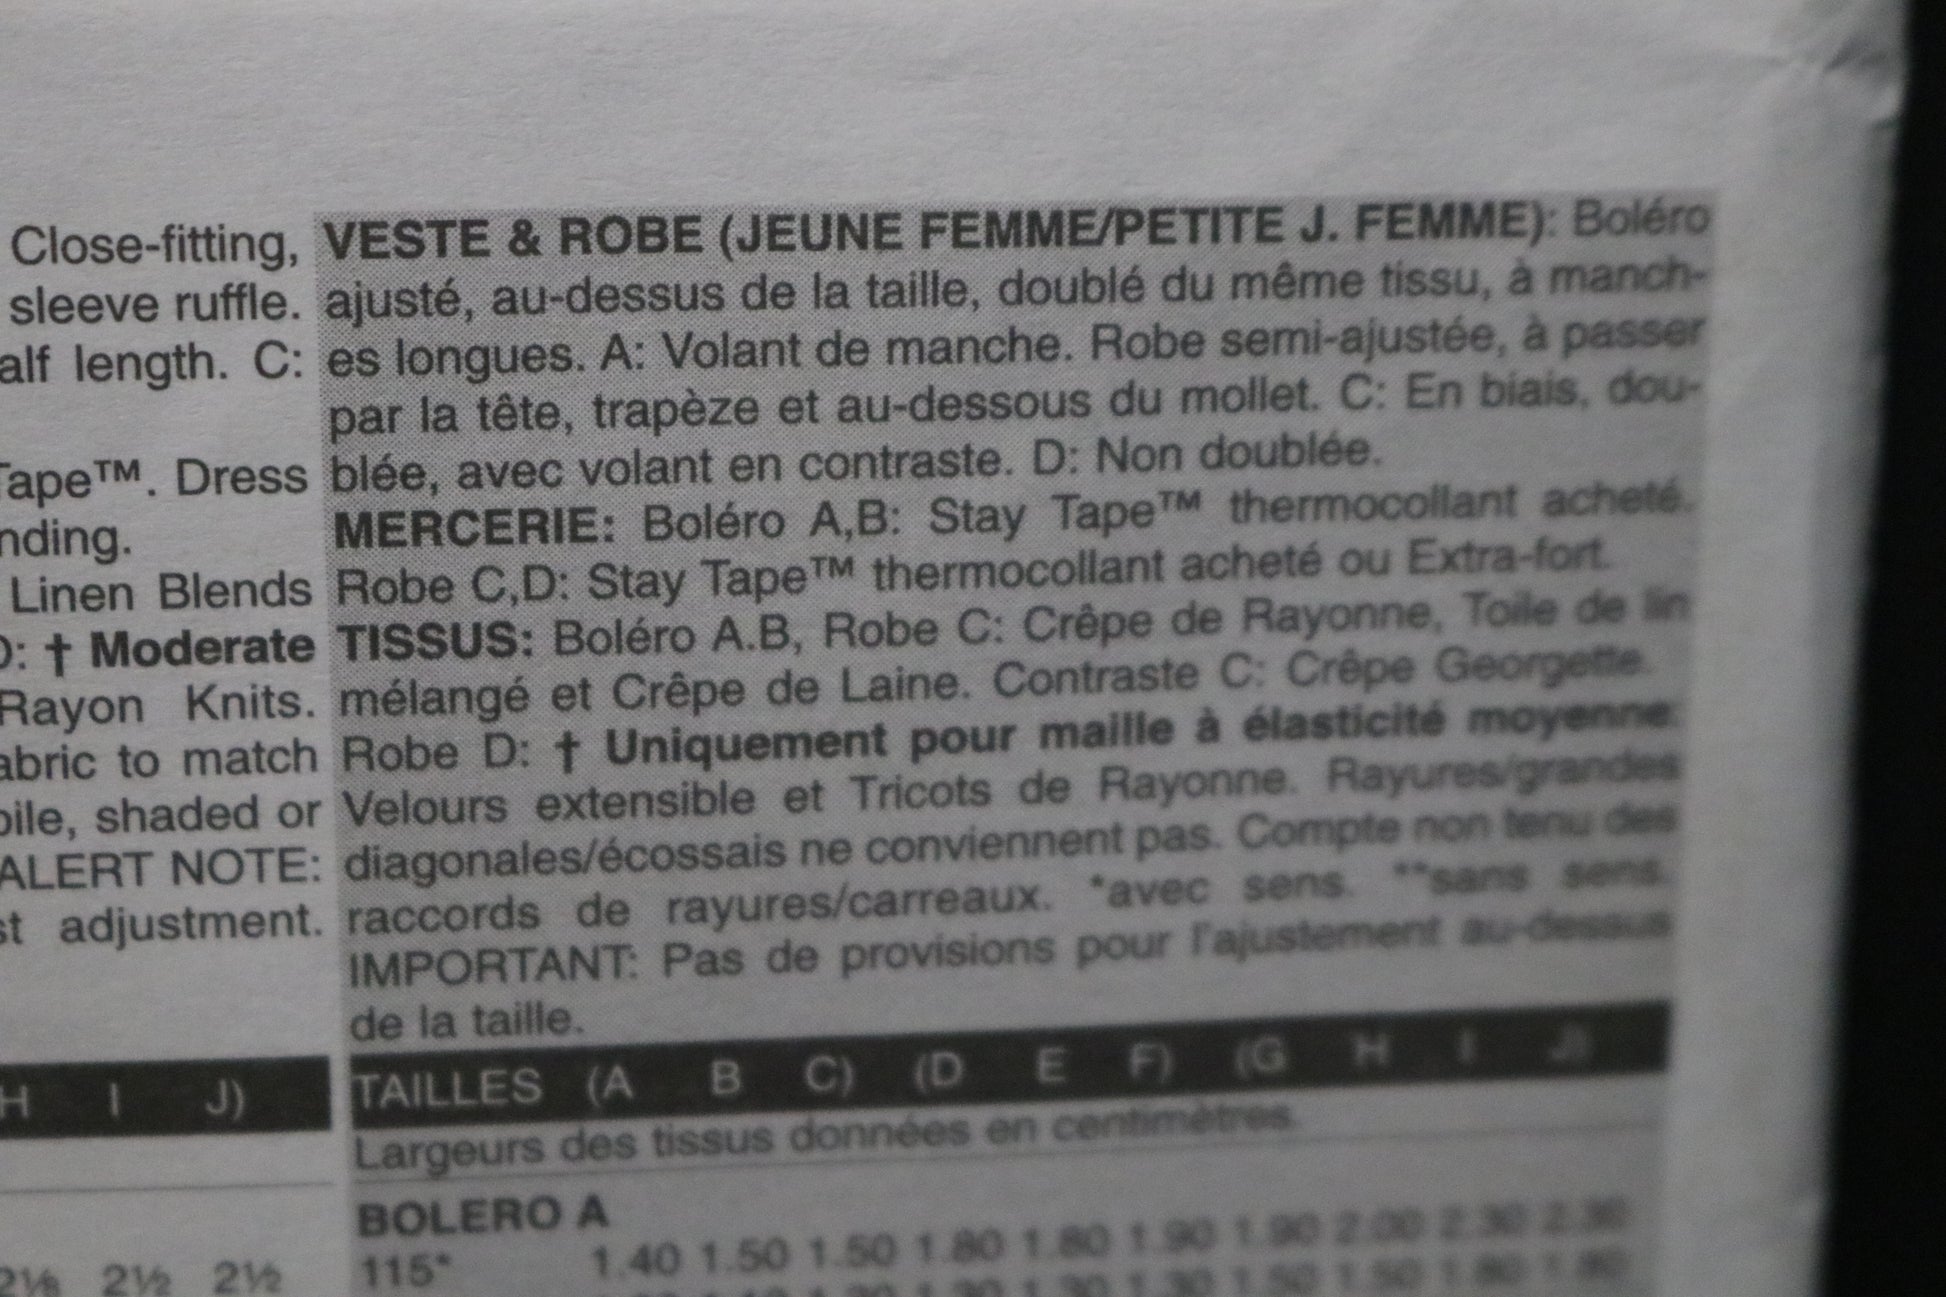 Close-fitting,
sleeve ruffle.
alf length. C:
Tape™. Dress
nding.
Linen Blends
D: † Moderate
Rayon Knits.
abric to match
pile, shaded or
ALERT NOTE:
st adjustment.
H I J)
2⅛ 2½ 2½
VESTE & ROBE (JEUNE FEMME/PETITE J. FEMME): Boléro
ajusté, au-dessus de la taille, doublé du même tissu, à manch-
es longues. A: Volant de manche. Robe semi-ajustée, à passer
par la tête, trapèze et au-dessous du mollet. C: En biais, dou-
blée, avec volant en contraste. D: Non doublée.
MERCERIE: Boléro A,B: Stay Tape™ thermocollant acheté.
Robe C,D: Stay Tape™ thermocollant acheté ou Extra-fort.
TISSUS: Boléro A.B, Robe C: Crêpe de Rayonne, Toile de lin
mélangé et Crêpe de Laine. Contraste C: Crêpe Georgette.
Robe D: † Uniquement pour maille à élasticité moyenne:
Velours extensible et Tricots de Rayonne. Rayures/grandes
diagonales/écossais ne conviennent pas. Compte non tenu des
raccords de rayures/carreaux. *avec sens. **sans sens.
IMPORTANT: Pas de provisions pour l'ajustement au-dessus
de la taille.
TAILLES (A B C) (D E F) (G H I J)
Largeurs des tissus données en centimètres.
BOLERO A
115* 1.40 1.50 1.50 1.80 1.80 1.90 1.90 2.00 2.30 2.30